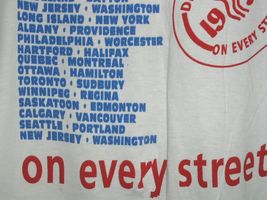 NEW JERSEY • WASHINGTON
LONG ISLAND • NEW YORK
ALBANY • PROVIDENCE
PHILADELPHIA • WORCESTER
HARTFORD • HALIFAX
QUEBEC • MONTREAL
OTTAWA • HAMILTON
TORONTO • SUDBURY
WINNIPEG • REGINA
SASKATOON • EDMONTON
CALGARY • VANCOUVER
SEATTLE • PORTLAND
NEW JERSEY • WASHINGTON
19
ON EVERY STREET
on every street